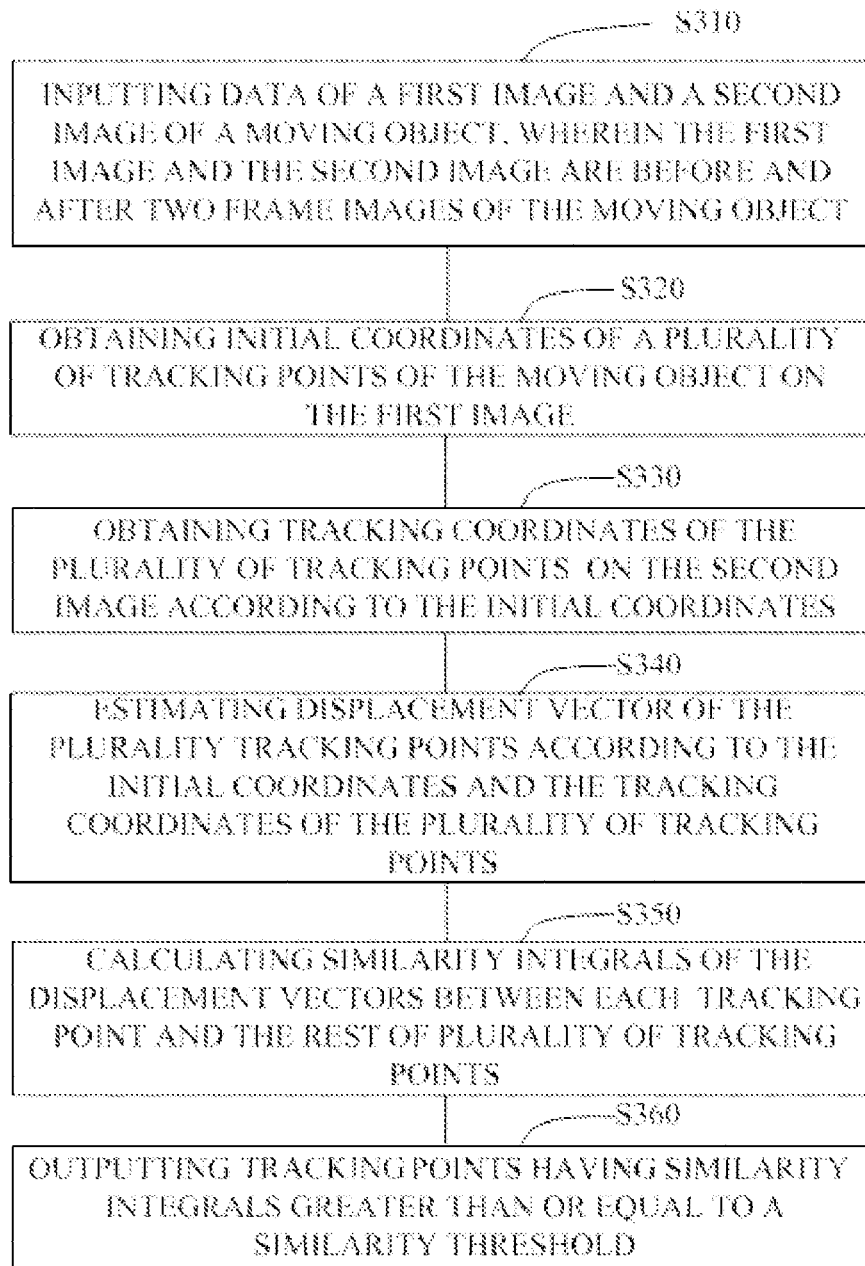 S310
INPUTTING DATA OF A FIRST IMAGE AND A SECOND
IMAGE OF A MOVING OBJECT, WHEREIN THE FIRST
IMAGE AND THE SECOND IMAGE ARE BEFORE AND
AFTER TWO FRAME IMAGES OF THE MOVING OBJECT
S320
OBTAINING INITIAL COORDINATES OF A PLURALITY
OF TRACKING POINTS OF THE MOVING OBJECT ON
THE FIRST IMAGE
S330
OBTAINING TRACKING COORDINATES OF THE
PLURALITY OF TRACKING POINTS ON THE SECOND
IMAGE ACCORDING TO THE INITIAL COORDINATES
S340
ESTIMATING DISPLACEMENT VECTOR OF THE
PLURALITY TRACKING POINTS ACCORDING TO THE
INITIAL COORDINATES AND THE TRACKING
COORDINATES OF THE PLURALITY OF TRACKING
POINTS
S350
CALCULATING SIMILARITY INTEGRALS OF THE
DISPLACEMENT VECTORS BETWEEN EACH TRACKING
POINT AND THE REST OF PLURALITY OF TRACKING
POINTS
S360
OUTPUTTING TRACKING POINTS HAVING SIMILARITY
INTEGRALS GREATER THAN OR EQUAL TO A
SIMILARITY THRESHOLD